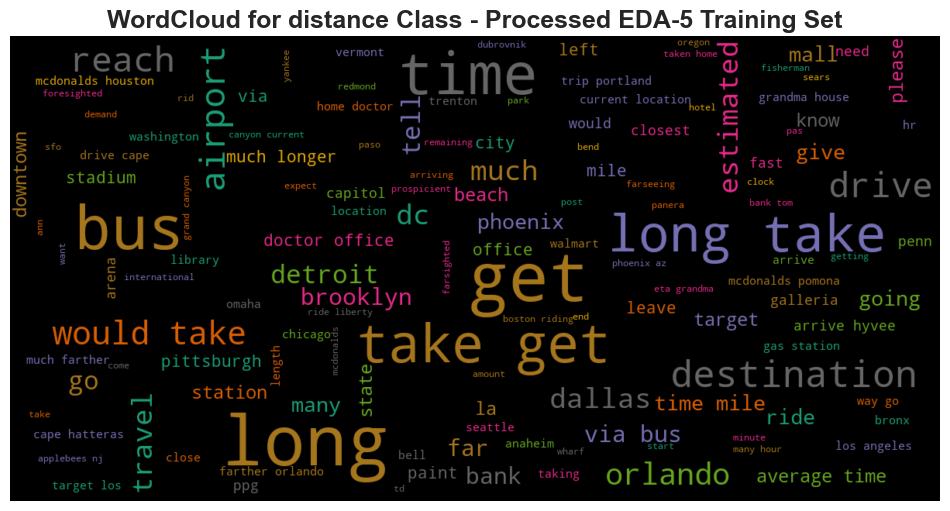 WordCloud for distance Class - Processed EDA-5 Training Set
reach
time
dubrovnik
left
oregon
taken home
mall
need
please
mcdonalds houston
foresighted
vermont
yankee
redmond
trip portland
fisherman
sears
airport
via
rid
demand
home doctor
trenton
park
current location
hotel
grandma house
estimated
tell
would
closest
know
hr
pas
downtown
washington
canyon current
sfo
drive cape
much longer
paso
remaining
city
bend
give
fast
stadium
much
mile
farseeing
clock
drive
arriving
expect
prospicient
capitol
beach
post
panera
bank tom
grand canyon
location
dc
phoenix
bus
ann
want
long take
penn
doctor office
library
office
walmart
arrive
getting
phoenix az
international
detroit
farsighted
get
arena
brooklyn
eta grandma
mcdonalds pomona
omaha
ride liberty
leave
galleria
going
boston riding
end
target
arrive hyvee
would take
chicago
mcdonalds
take get
gas station
much farther
come
pittsburgh
length
amount
destination
go
station
state
many
dallas
time mile
way go
take
travel
la
seattle
ride
bronx
cape hatteras
long
far
anaheim
via bus
start
minute
many hour
los angeles
applebees nj
close
farther orlando
bell
wharf
paint
bank
taking
orlando
average time
target los
ppg
td